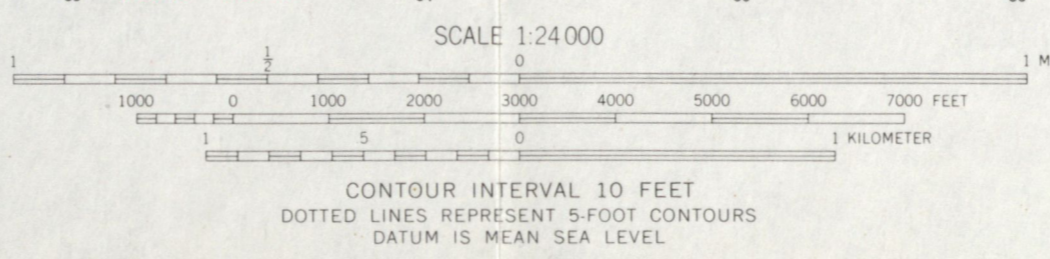 SCALE 1:24 000
1 1/2 0 1 M
1000 0 1000 2000 3000 4000 5000 6000 7000 FEET
1 5 0 1 KILOMETER
CONTOUR INTERVAL 10 FEET
DOTTED LINES REPRESENT 5-FOOT CONTOURS
DATUM IS MEAN SEA LEVEL